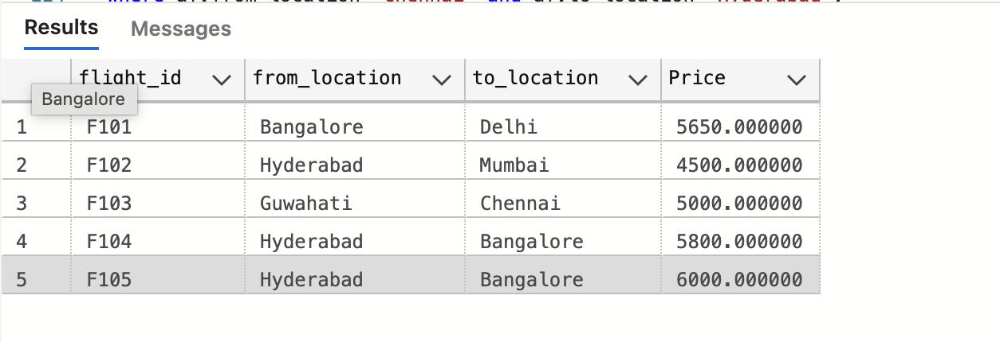 Results Messages
flight_id from_location to_location Price
Bangalore
1 F101 Bangalore Delhi 5650.000000
2 F102 Hyderabad Mumbai 4500.000000
3 F103 Guwahati Chennai 5000.000000
4 F104 Hyderabad Bangalore 5800.000000
5 F105 Hyderabad Bangalore 6000.000000